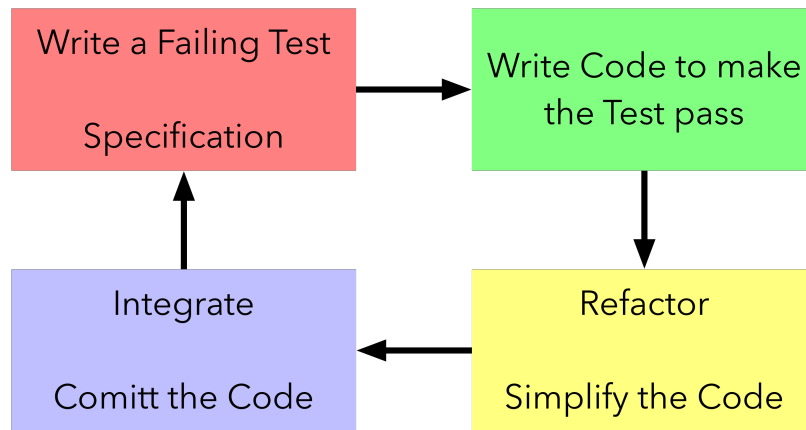 Write a Failing Test
Specification
Write Code to make
the Test pass
Integrate
Comitt the Code
Refactor
Simplify the Code